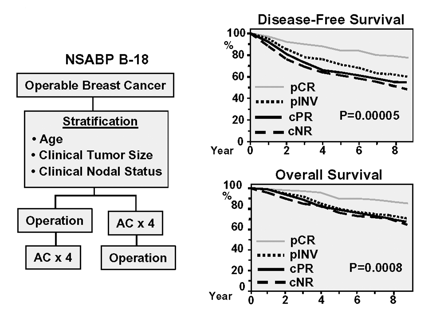 NSABP B-18
Operable Breast Cancer
Stratification
• Age
• Clinical Tumor Size
• Clinical Nodal Status
Operation
AC x 4
AC x 4
Operation
Disease-Free Survival
%
100
80
60
40
20
0
pCR
pINV
cPR
cNR
P=0.00005
Year
0 2 4 6 8
Overall Survival
%
100
80
60
40
20
0
pCR
pINV
cPR
cNR
P=0.0008
Year
0 2 4 6 8